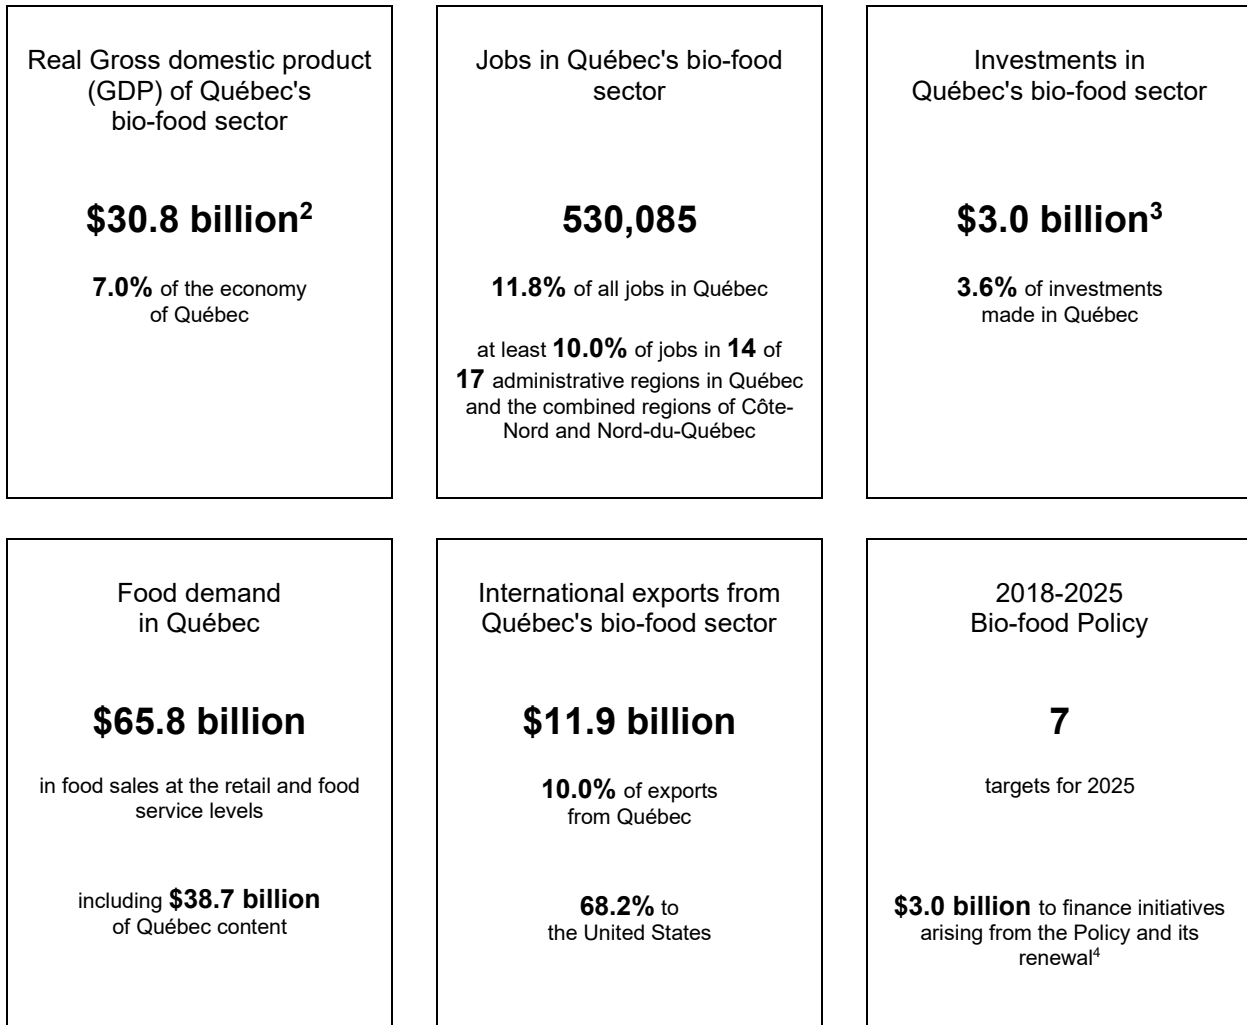 Real Gross domestic product
(GDP) of Québec's
bio-food sector
$30.8 billion2
7.0% of the economy
of Québec
Jobs in Québec's bio-food
sector
530,085
11.8% of all jobs in Québec
at least 10.0% of jobs in 14 of
17 administrative regions in Québec
and the combined regions of Côte-
Nord and Nord-du-Québec
Investments in
Québec's bio-food sector
$3.0 billion3
3.6% of investments
made in Québec
Food demand
in Québec
$65.8 billion
in food sales at the retail and food
service levels
including $38.7 billion
of Québec content
International exports from
Québec's bio-food sector
$11.9 billion
10.0% of exports
from Québec
68.2% to
the United States
2018-2025
Bio-food Policy
7
targets for 2025
$3.0 billion to finance initiatives
arising from the Policy and its
renewal4